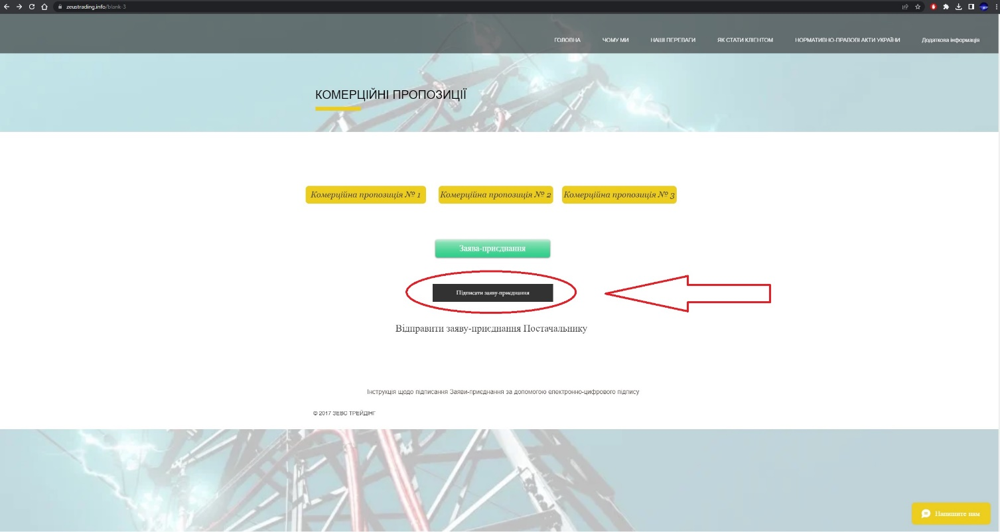 zeustrading.info/blank-3
ГОЛОВНА ЧОМУ МИ НАШІ ПЕРЕВАГИ ЯК СТАТИ КЛІЄНТОМ НОРМАТИВНО-ПРАВОВІ АКТИ УКРАЇНИ Додаткова інформація
КОМЕРЦІЙНІ ПРОПОЗИЦІЇ
Комерційна пропозиція № 1 Комерційна пропозиція № 2 Комерційна пропозиція № 3
Заява-приєднання
Підписати заяву-приєднання
Відправити заяву-приєднання Постачальнику
Інструкція щодо підписання Заяви-приєднання за допомогою електронно-цифрового підпису
© 2017 ЗЕВС ТРЕЙДІНГ
Напишите нам